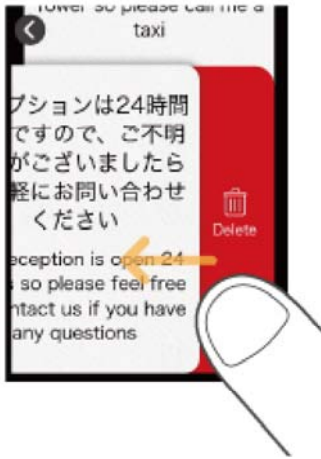 Tower so please call me a
taxi
プションは24時間
ですので、ご不明
がございましたら
軽にお問い合わせ
ください
eception is open 24
so please feel free
ntact us if you have
any questions
Delete